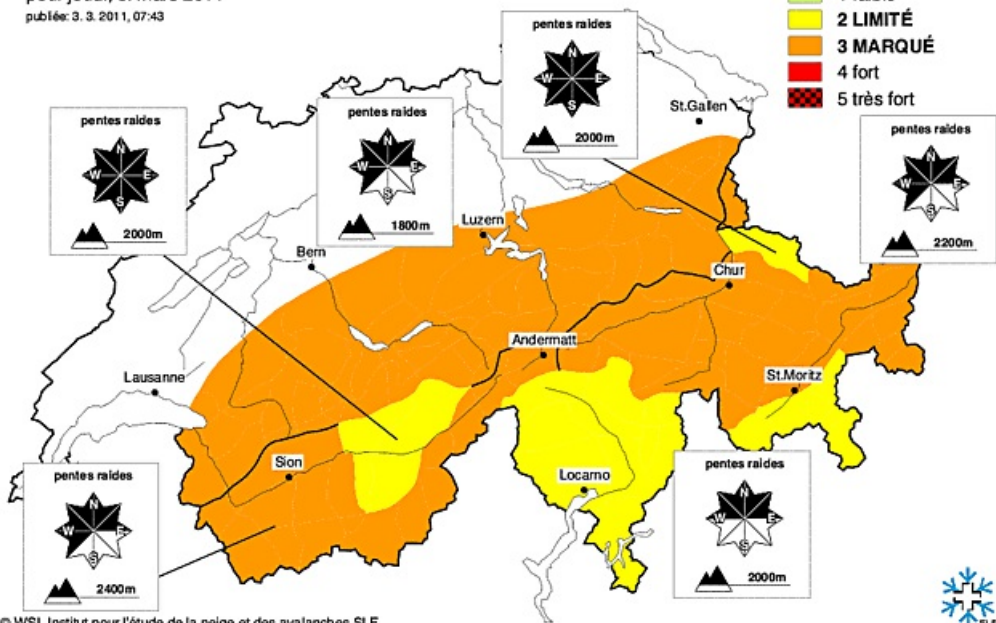 publiée: 3. 3. 2011, 07:43
2 LIMITÉ
3 MARQUÉ
4 fort
5 très fort
N
W E
S
2000m
St.Gallen
pentes raides
N
W E
S
2000m
pentes raides
N
W E
S
1800m
pentes raides
N
W E
S
2200m
Luzern
Bern
Chur
Andermatt
St.Moritz
Lausanne
Sion
Locarno
pentes raides
N
W E
S
2400m
pentes raides
N
W E
S
2000m
© WSL Institut pour l'étude de la neige et des avalanches SLF
SLF